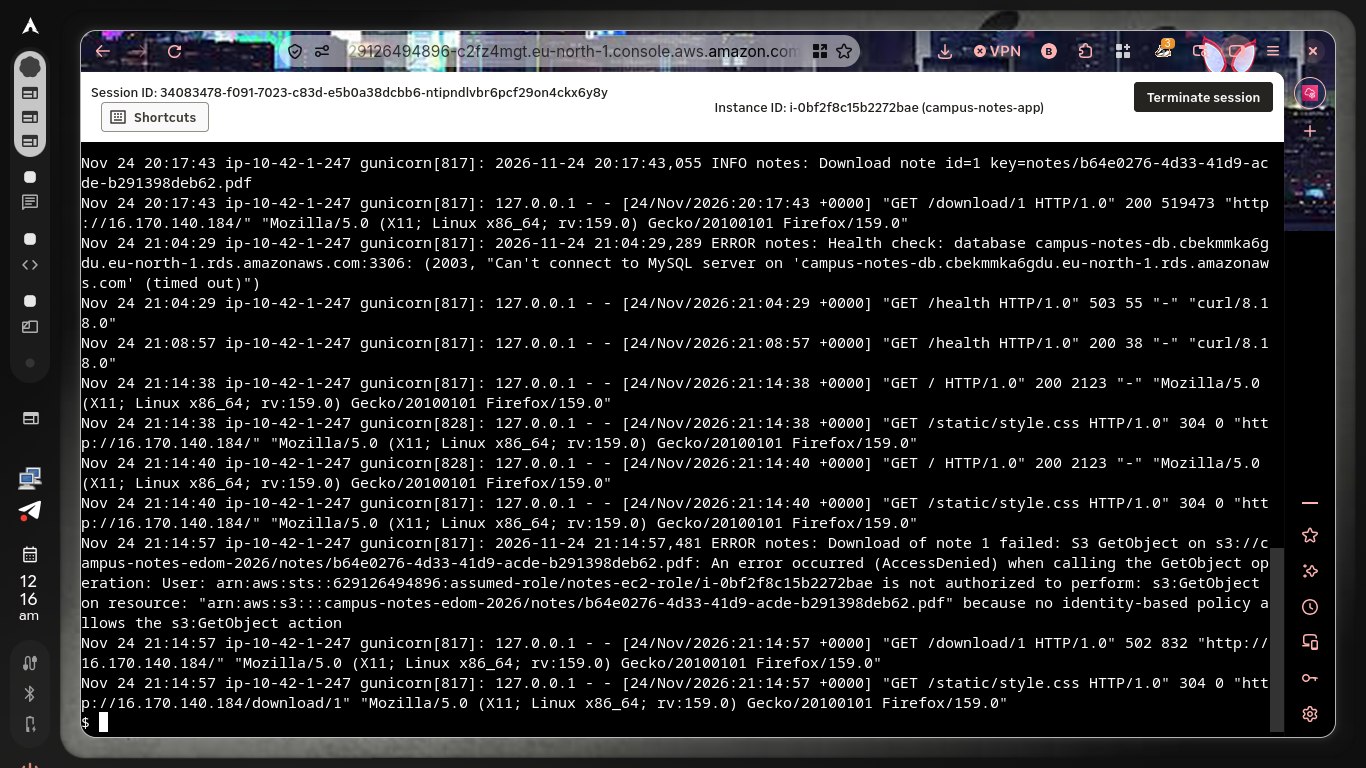 29126494896-c2fz4mgt.eu-north-1.console.aws.amazon.com
VPN
B
3
Session ID: 34083478-f091-7023-c83d-e5b0a38dcbb6-ntipndlvbr6pcf29on4ckx6y8y
Shortcuts
Instance ID: i-0bf2f8c15b2272bae (campus-notes-app)
Terminate session
Nov 24 20:17:43 ip-10-42-1-247 gunicorn[817]: 2026-11-24 20:17:43,055 INFO notes: Download note id=1 key=notes/b64e0276-4d33-41d9-ac
de-b291398deb62.pdf
Nov 24 20:17:43 ip-10-42-1-247 gunicorn[817]: 127.0.0.1 - - [24/Nov/2026:20:17:43 +0000] "GET /download/1 HTTP/1.0" 200 519473 "http
://16.170.140.184/" "Mozilla/5.0 (X11; Linux x86_64; rv:159.0) Gecko/20100101 Firefox/159.0"
Nov 24 21:04:29 ip-10-42-1-247 gunicorn[817]: 2026-11-24 21:04:29,289 ERROR notes: Health check: database campus-notes-db.cbekmmka6g
du.eu-north-1.rds.amazonaws.com:3306: (2003, "Can't connect to MySQL server on 'campus-notes-db.cbekmmka6gdu.eu-north-1.rds.amazonaw
s.com' (timed out)")
Nov 24 21:04:29 ip-10-42-1-247 gunicorn[817]: 127.0.0.1 - - [24/Nov/2026:21:04:29 +0000] "GET /health HTTP/1.0" 503 55 "-" "curl/8.1
8.0"
Nov 24 21:08:57 ip-10-42-1-247 gunicorn[817]: 127.0.0.1 - - [24/Nov/2026:21:08:57 +0000] "GET /health HTTP/1.0" 200 38 "-" "curl/8.1
8.0"
Nov 24 21:14:38 ip-10-42-1-247 gunicorn[817]: 127.0.0.1 - - [24/Nov/2026:21:14:38 +0000] "GET / HTTP/1.0" 200 2123 "-" "Mozilla/5.0
(X11; Linux x86_64; rv:159.0) Gecko/20100101 Firefox/159.0"
Nov 24 21:14:38 ip-10-42-1-247 gunicorn[828]: 127.0.0.1 - - [24/Nov/2026:21:14:38 +0000] "GET /static/style.css HTTP/1.0" 304 0 "htt
p://16.170.140.184/" "Mozilla/5.0 (X11; Linux x86_64; rv:159.0) Gecko/20100101 Firefox/159.0"
Nov 24 21:14:40 ip-10-42-1-247 gunicorn[828]: 127.0.0.1 - - [24/Nov/2026:21:14:40 +0000] "GET / HTTP/1.0" 200 2123 "-" "Mozilla/5.0
(X11; Linux x86_64; rv:159.0) Gecko/20100101 Firefox/159.0"
Nov 24 21:14:40 ip-10-42-1-247 gunicorn[817]: 127.0.0.1 - - [24/Nov/2026:21:14:40 +0000] "GET /static/style.css HTTP/1.0" 304 0 "htt
p://16.170.140.184/" "Mozilla/5.0 (X11; Linux x86_64; rv:159.0) Gecko/20100101 Firefox/159.0"
Nov 24 21:14:57 ip-10-42-1-247 gunicorn[817]: 2026-11-24 21:14:57,481 ERROR notes: Download of note 1 failed: S3 GetObject on s3://c
ampus-notes-edom-2026/notes/b64e0276-4d33-41d9-acde-b291398deb62.pdf: An error occurred (AccessDenied) when calling the GetObject op
eration: User: arn:aws:sts::629126494896:assumed-role/notes-ec2-role/i-0bf2f8c15b2272bae is not authorized to perform: s3:GetObject
on resource: "arn:aws:s3:::campus-notes-edom-2026/notes/b64e0276-4d33-41d9-acde-b291398deb62.pdf" because no identity-based policy a
llows the s3:GetObject action
Nov 24 21:14:57 ip-10-42-1-247 gunicorn[817]: 127.0.0.1 - - [24/Nov/2026:21:14:57 +0000] "GET /download/1 HTTP/1.0" 502 832 "http://
16.170.140.184/" "Mozilla/5.0 (X11; Linux x86_64; rv:159.0) Gecko/20100101 Firefox/159.0"
Nov 24 21:14:57 ip-10-42-1-247 gunicorn[817]: 127.0.0.1 - - [24/Nov/2026:21:14:57 +0000] "GET /static/style.css HTTP/1.0" 304 0 "htt
p://16.170.140.184/download/1" "Mozilla/5.0 (X11; Linux x86_64; rv:159.0) Gecko/20100101 Firefox/159.0"
$
12
16
am